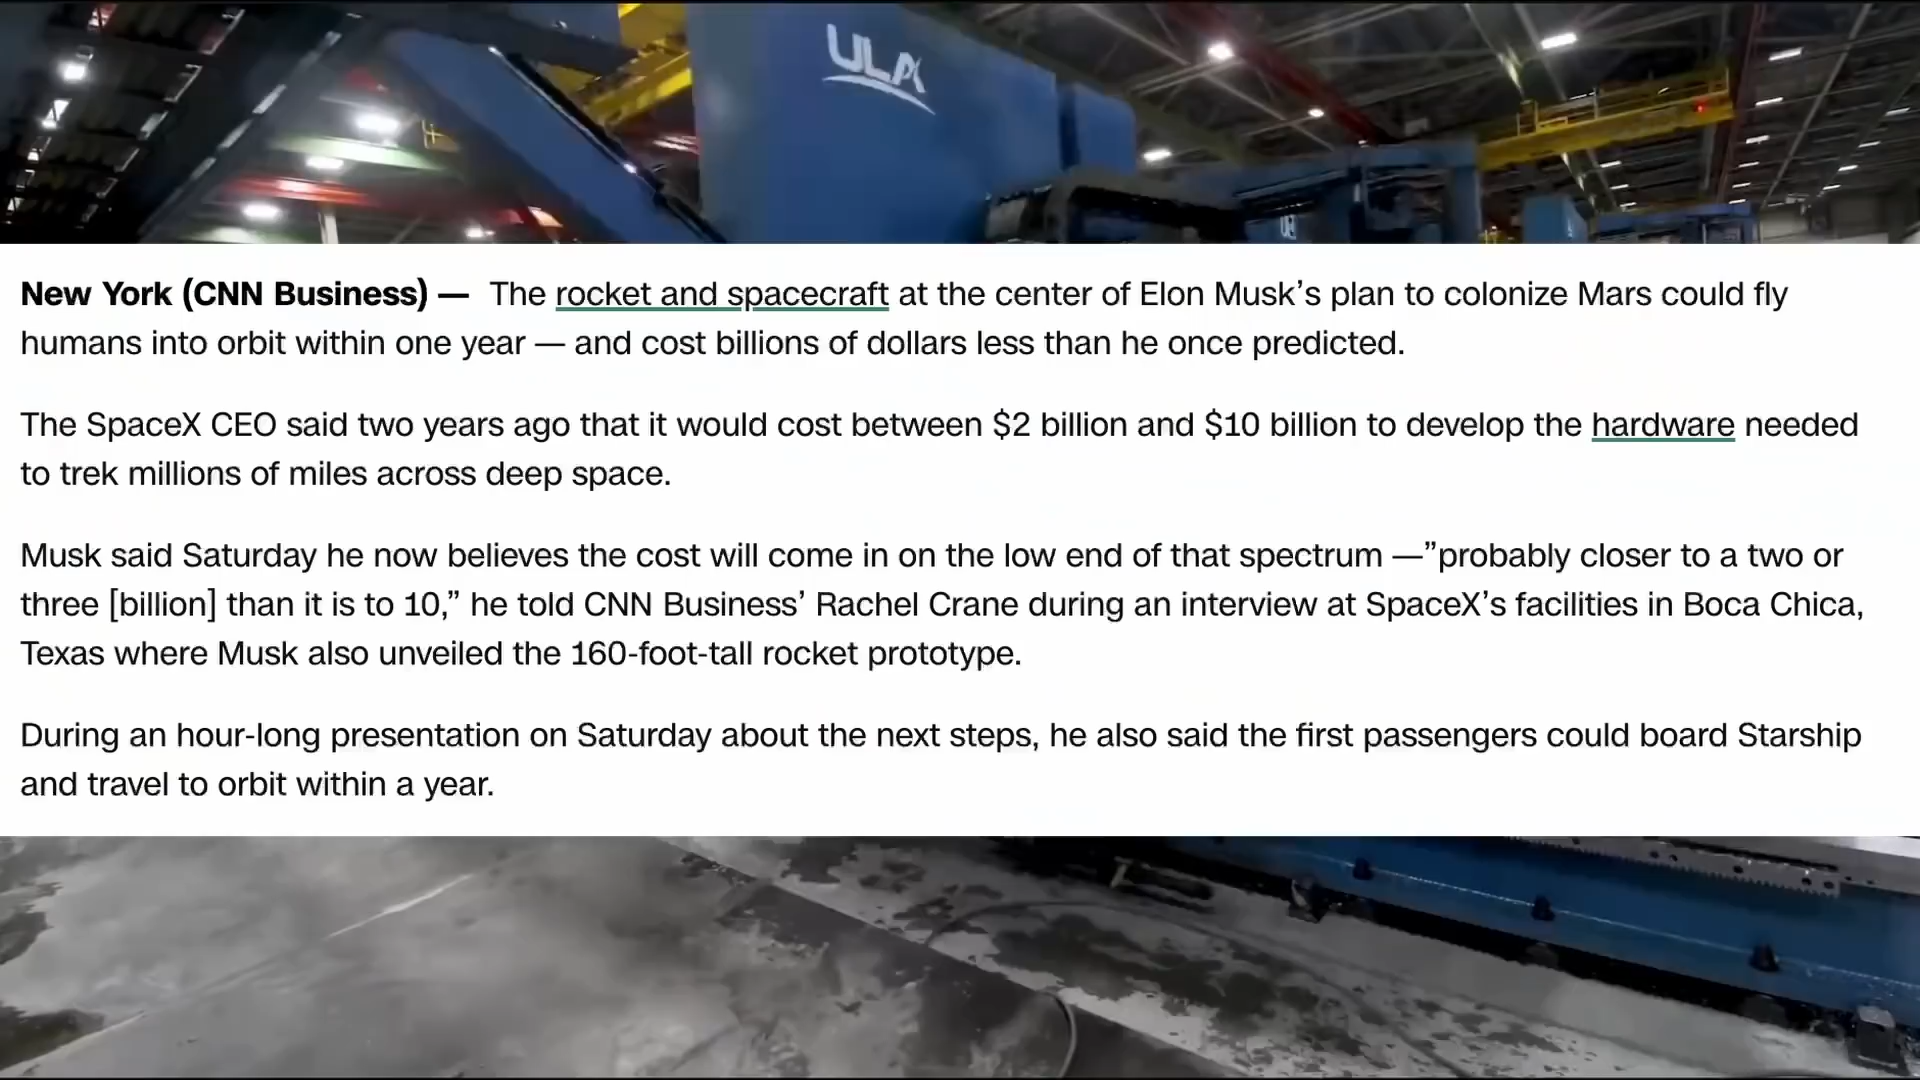 ULA
New York (CNN Business) — The rocket and spacecraft at the center of Elon Musk’s plan to colonize Mars could fly
humans into orbit within one year — and cost billions of dollars less than he once predicted.
The SpaceX CEO said two years ago that it would cost between $2 billion and $10 billion to develop the hardware needed
to trek millions of miles across deep space.
Musk said Saturday he now believes the cost will come in on the low end of that spectrum —”probably closer to a two or
three [billion] than it is to 10,” he told CNN Business’ Rachel Crane during an interview at SpaceX’s facilities in Boca Chica,
Texas where Musk also unveiled the 160-foot-tall rocket prototype.
During an hour-long presentation on Saturday about the next steps, he also said the first passengers could board Starship
and travel to orbit within a year.